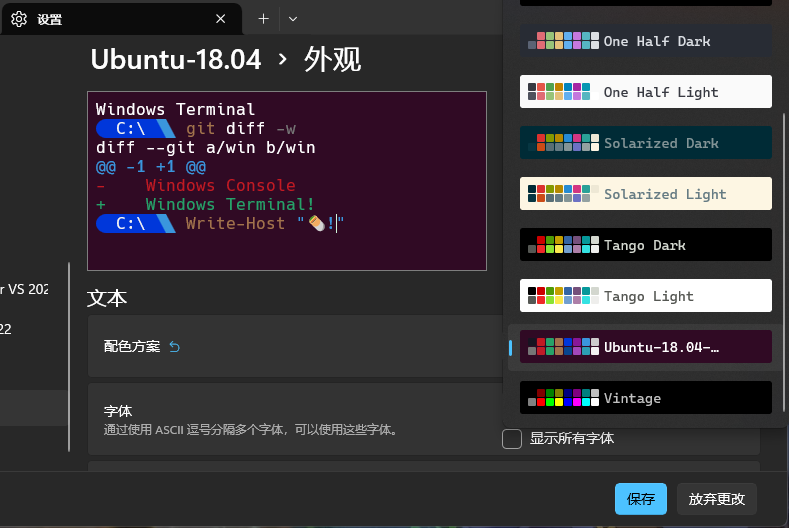 设置
Ubuntu-18.04 › 外观
Windows Terminal
C:\ git diff -w
diff --git a/win b/win
@@ -1 +1 @@
-    Windows Console
+    Windows Terminal!
C:\ Write-Host "🌯!"
r VS 202
22
文本
配色方案
字体
通过使用 ASCII 逗号分隔多个字体，可以使用这些字体。
显示所有字体
One Half Dark
One Half Light
Solarized Dark
Solarized Light
Tango Dark
Tango Light
Ubuntu-18.04-…
Vintage
保存
放弃更改